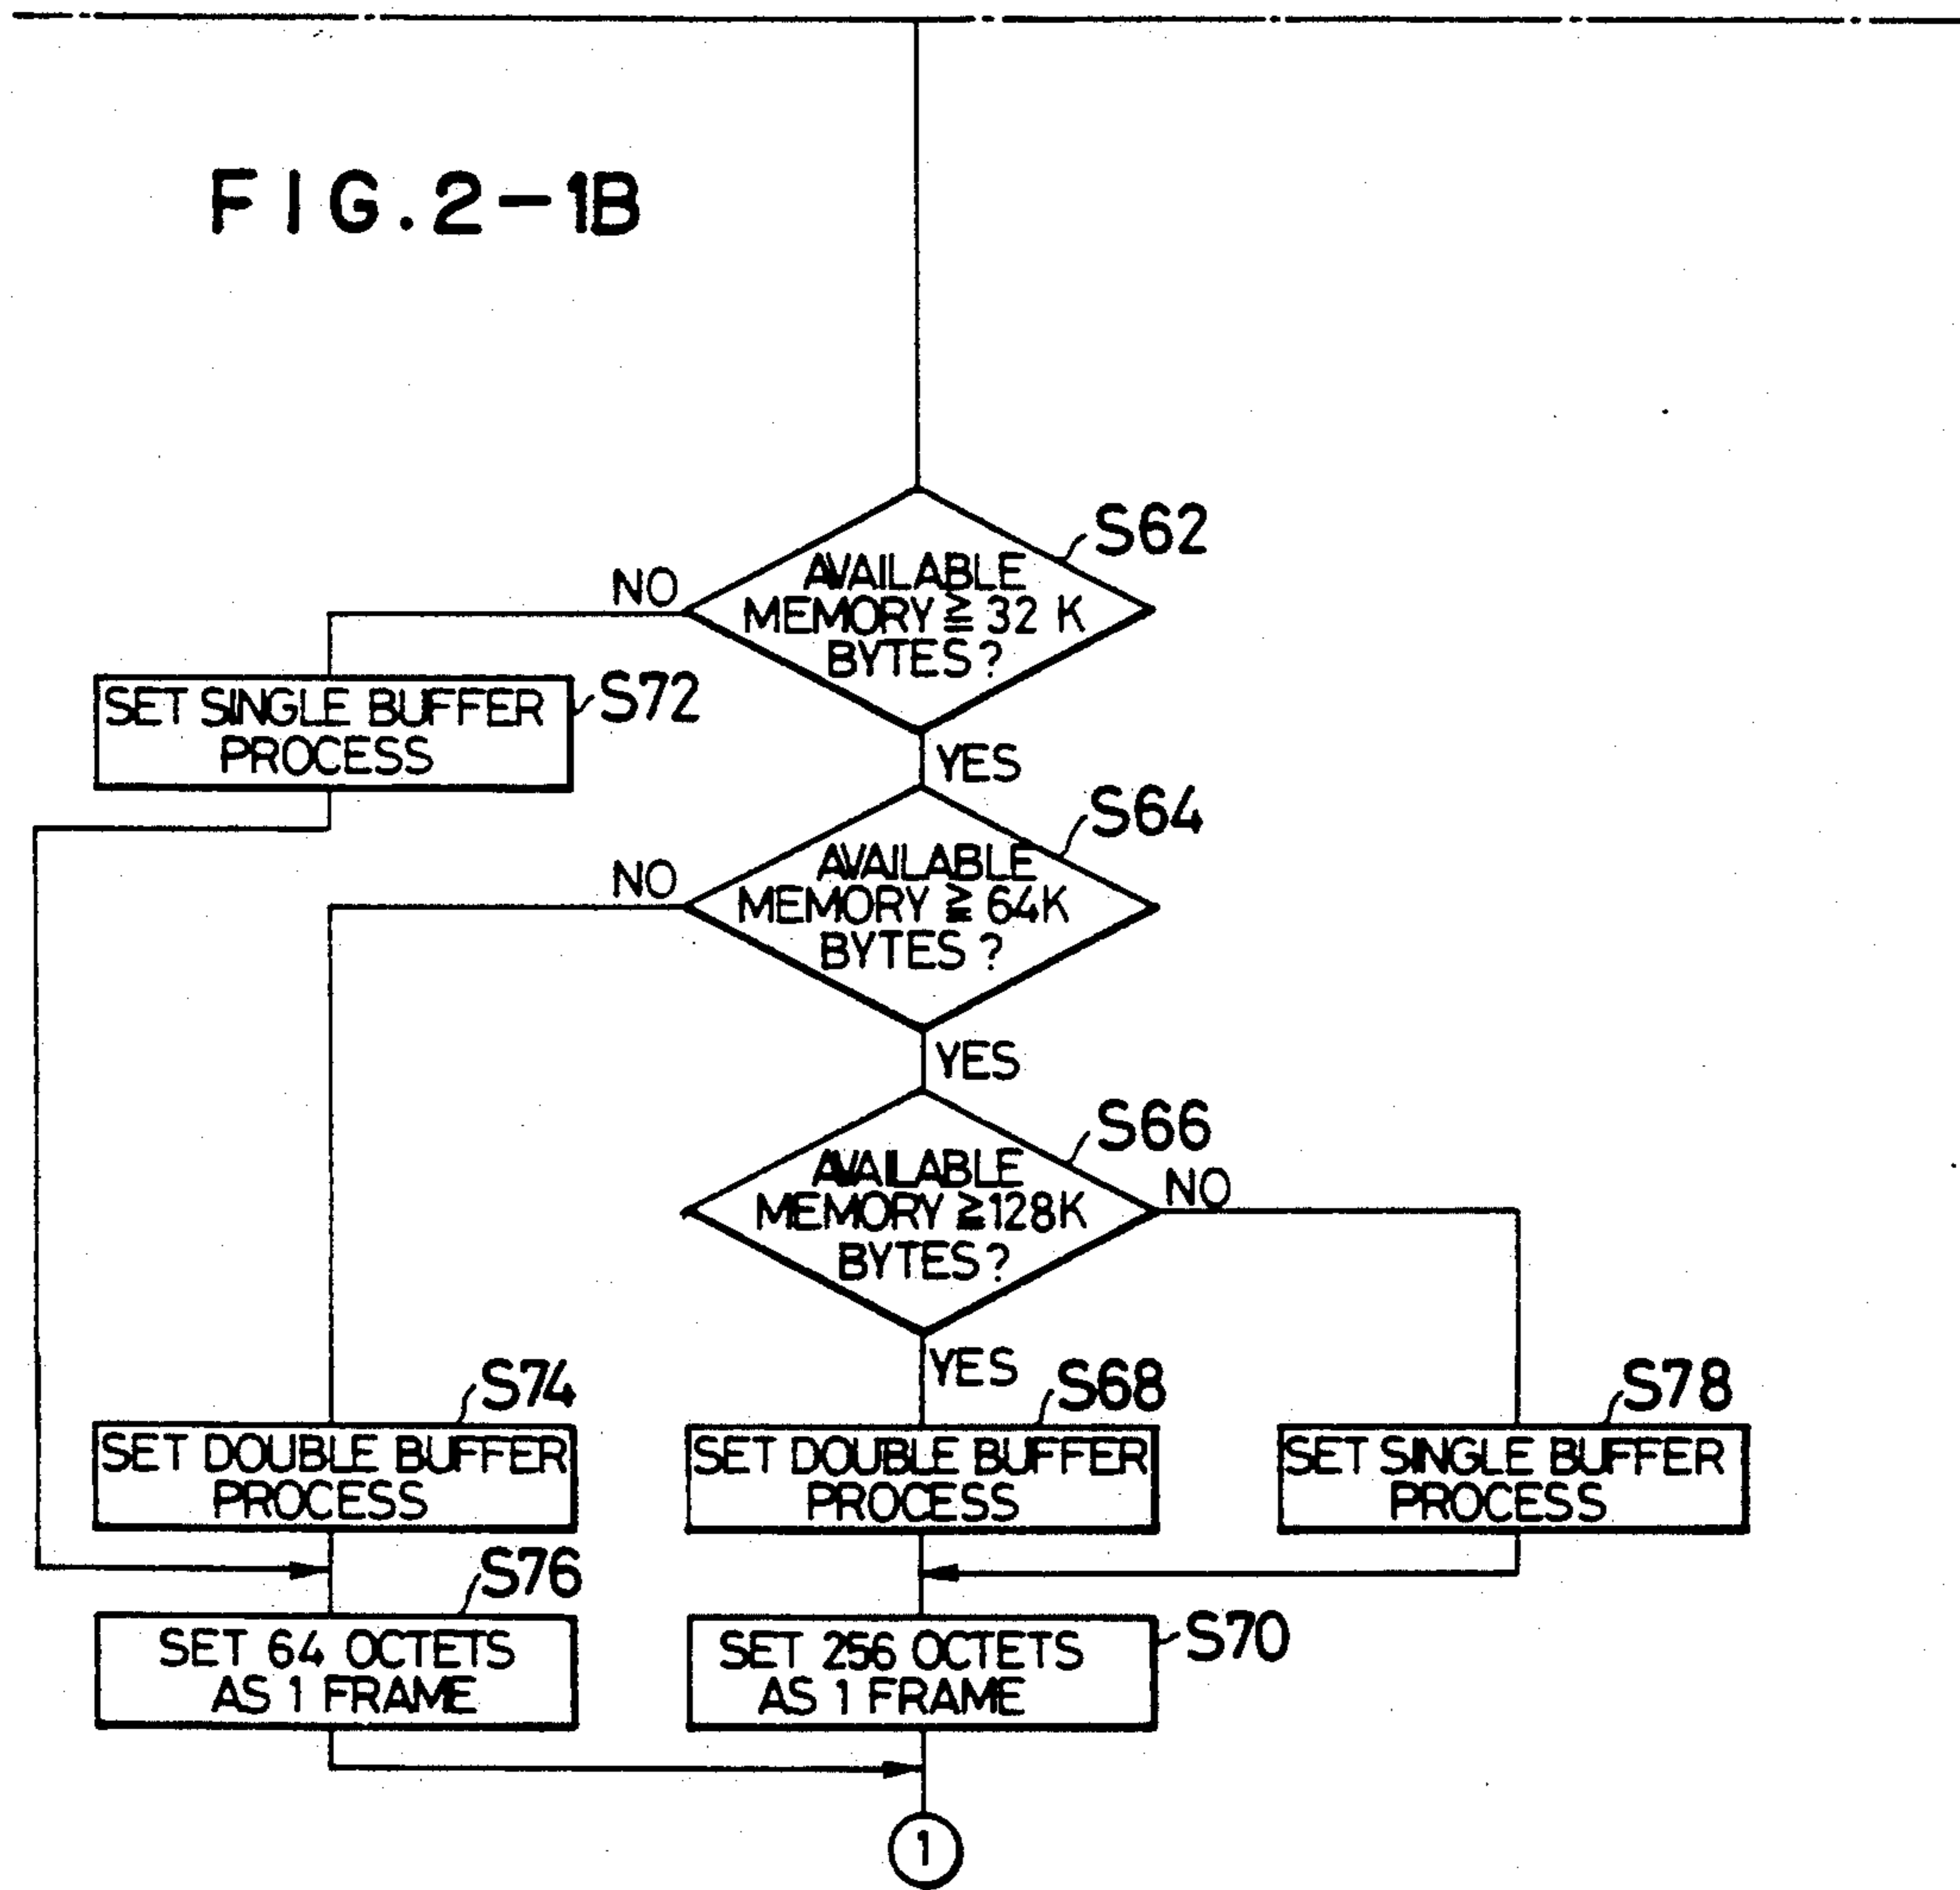 FIG.2-1B
S62
AVAILABLE
MEMORY ≧ 32 K
BYTES?
NO
YES
S72
SET SINGLE BUFFER
PROCESS
S64
AVAILABLE
MEMORY ≧ 64K
BYTES?
NO
YES
S66
AVAILABLE
MEMORY ≧128K
BYTES?
NO
YES
S74
SET DOUBLE BUFFER
PROCESS
S68
SET DOUBLE BUFFER
PROCESS
S78
SET SINGLE BUFFER
PROCESS
S76
SET 64 OCTETS
AS 1 FRAME
S70
SET 256 OCTETS
AS 1 FRAME
1